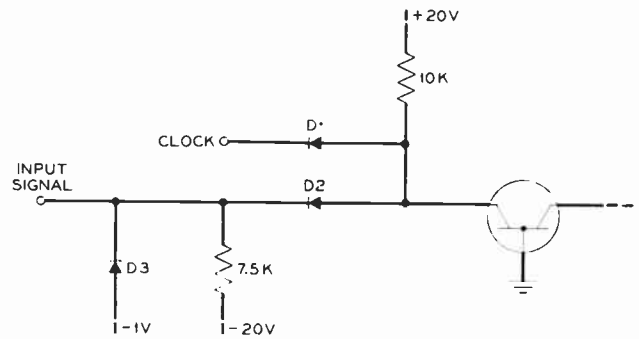 +20V
10K
D
CLOCK
INPUT
SIGNAL
D2
D3
7.5K
-1V
-20V